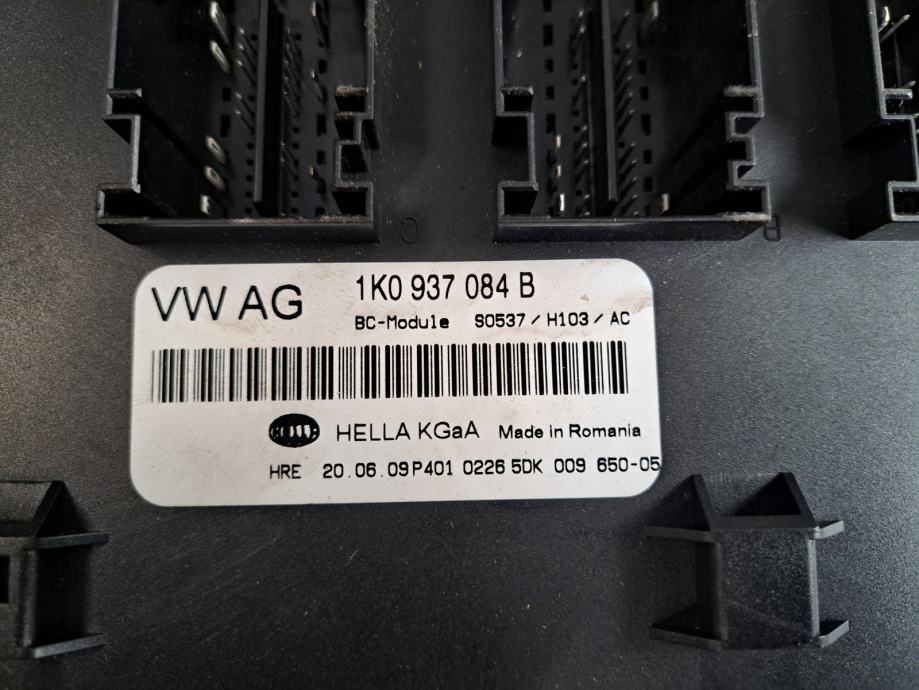 C
B
VW AG
1K0 937 084 B
BC-Module S0537 / H103 / AC
HELLA KGaA Made in Romania
HRE 20.06.09P401 0226 5DK 009 650-05